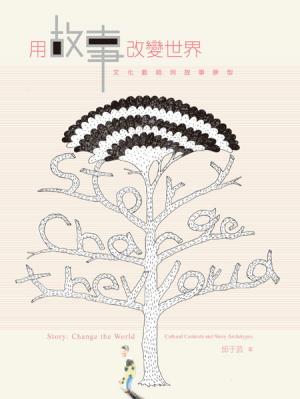 用故事改變世界
文化脈絡與故事原型
Story
Change
the World
Story: Change the World Cultural Contexts and Story Archetypes
邱于芸 著